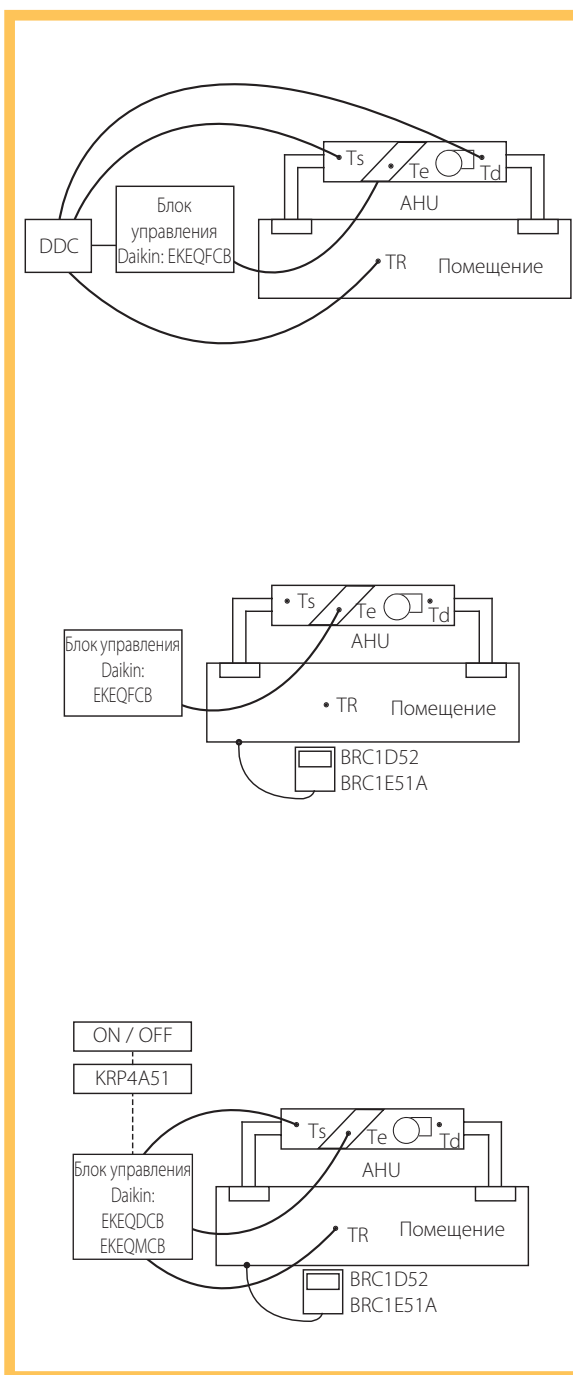 Ts
Te
Td
AHU
DDC
Блок
управления
Daikin: EKEQFCB
TR
Помещение
Ts
Te
Td
AHU
Блок управления
Daikin:
EKEQFCB
TR
Помещение
BRC1D52
BRC1E51A
ON / OFF
KRP4A51
Ts
Te
Td
AHU
Блок управления
Daikin:
EKEQDCB
EKEQMCB
TR
Помещение
BRC1D52
BRC1E51A